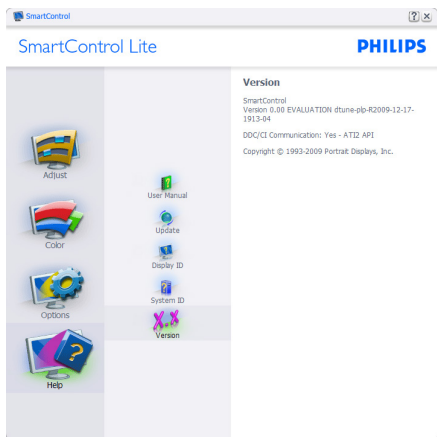 SmartControl
SmartControl Lite
PHILIPS
Adjust
Color
Options
Help
User Manual
Update
Display ID
System ID
X.X
Version
Version
SmartControl
Version 0.00 EVALUATION dtune-plp-R2009-12-17-
1913-04
DDC/CI Communication: Yes - ATI2 API
Copyright © 1993-2009 Portrait Displays, Inc.